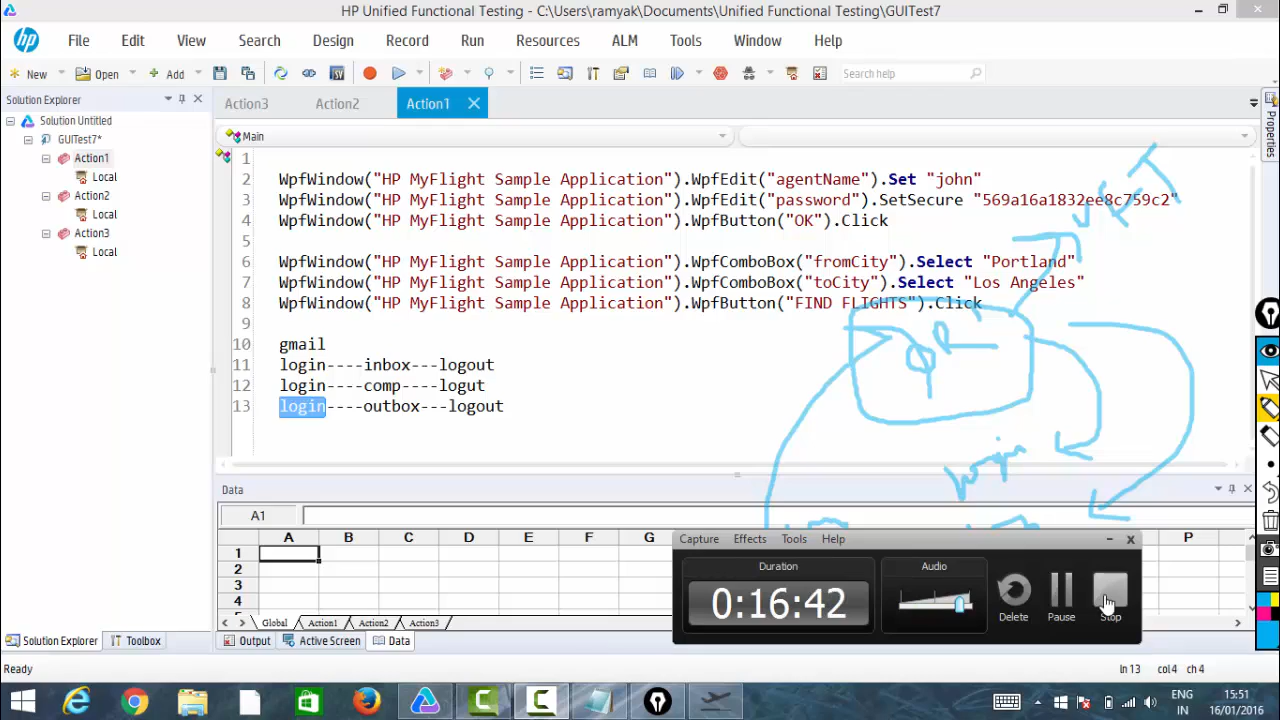 HP Unified Functional Testing - C:\Users\ramyak\Documents\Unified Functional Testing\GUITest7
hp File Edit View Search Design Record Run Resources ALM Tools Window Help
New Open Add Search help
Solution Explorer
Action3 Action2 Action1
Solution Untitled
GUITest7*
Action1
Local
Action2
Local
Action3
Local
Main
Properties
1
2 WpfWindow("HP MyFlight Sample Application").WpfEdit("agentName").Set "john"
3 WpfWindow("HP MyFlight Sample Application").WpfEdit("password").SetSecure "569a16a1832ee8c759c2"
4 WpfWindow("HP MyFlight Sample Application").WpfButton("OK").Click
5
6 WpfWindow("HP MyFlight Sample Application").WpfComboBox("fromCity").Select "Portland"
7 WpfWindow("HP MyFlight Sample Application").WpfComboBox("toCity").Select "Los Angeles"
8 WpfWindow("HP MyFlight Sample Application").WpfButton("FIND FLIGHTS").Click
9
10 gmail
11 login----inbox---logout
12 login----comp----logut
13 login----outbox---logout
Data
A1
A B C D E F G P
1
2
3
4
Global Action1 Action2 Action3
Capture Effects Tools Help
Duration Audio
0:16:42
Delete Pause Stop
Solution Explorer Toolbox Output Active Screen Data
Ready
ln 13 col 4 ch 4
ENG 15:51
IN 16/01/2016